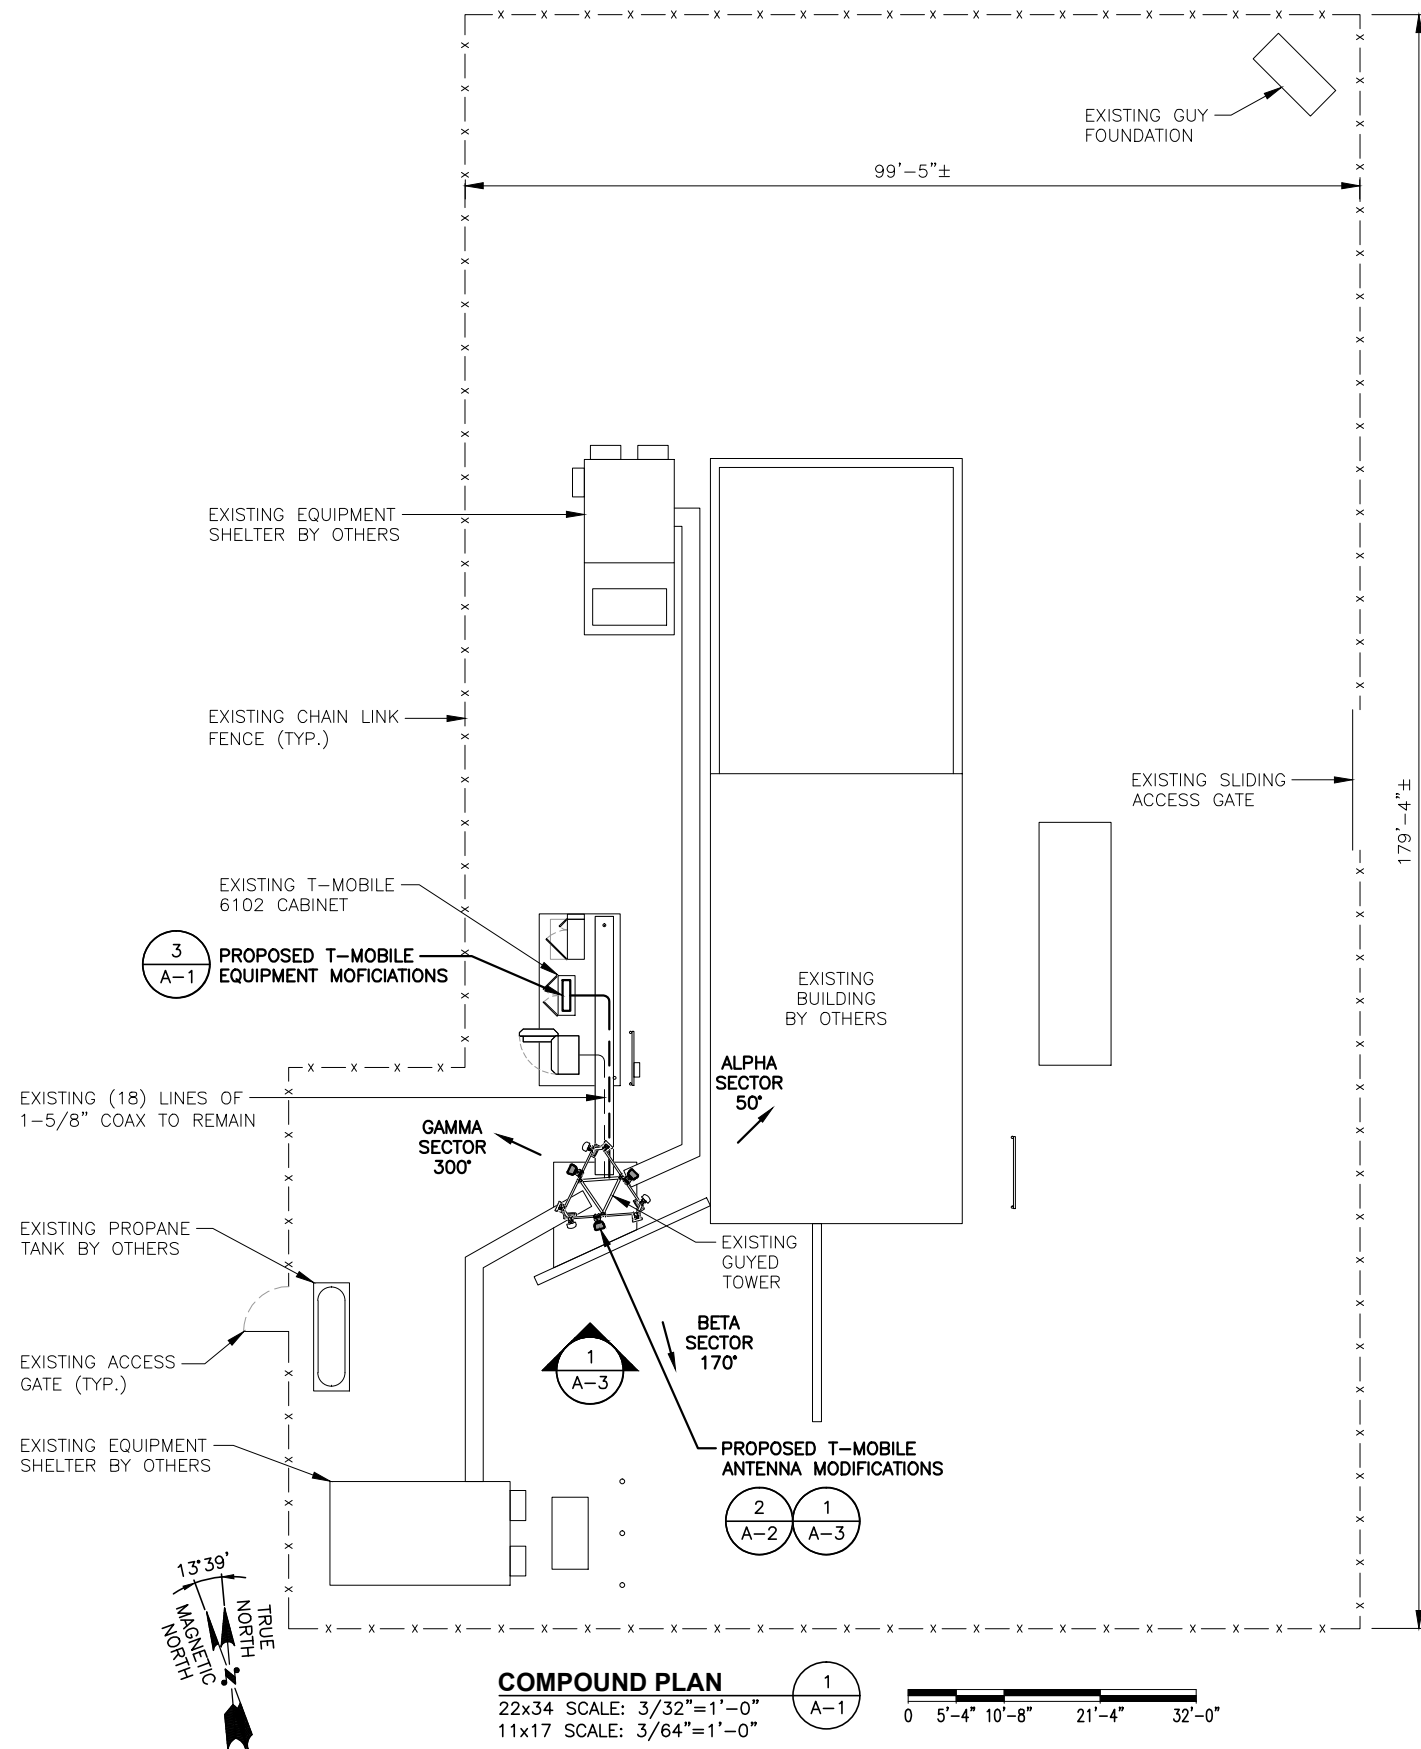 EXISTING GUY
FOUNDATION
99'-5"±
179'-4"±
EXISTING EQUIPMENT
SHELTER BY OTHERS
EXISTING CHAIN LINK
FENCE (TYP.)
EXISTING SLIDING
ACCESS GATE
EXISTING T-MOBILE
6102 CABINET
3
A-1
PROPOSED T-MOBILE
EQUIPMENT MOFICIATIONS
EXISTING
BUILDING
BY OTHERS
ALPHA
SECTOR
50°
EXISTING (18) LINES OF
1-5/8" COAX TO REMAIN
GAMMA
SECTOR
300°
EXISTING PROPANE
TANK BY OTHERS
EXISTING
GUYED
TOWER
BETA
SECTOR
170°
1
A-3
EXISTING ACCESS
GATE (TYP.)
EXISTING EQUIPMENT
SHELTER BY OTHERS
PROPOSED T-MOBILE
ANTENNA MODIFICATIONS
2
A-2
1
A-3
13°39'
TRUE
NORTH
MAGNETIC
NORTH
N
COMPOUND PLAN
22x34 SCALE: 3/32"=1'-0"
11x17 SCALE: 3/64"=1'-0"
1
A-1
0 5'-4" 10'-8" 21'-4" 32'-0"